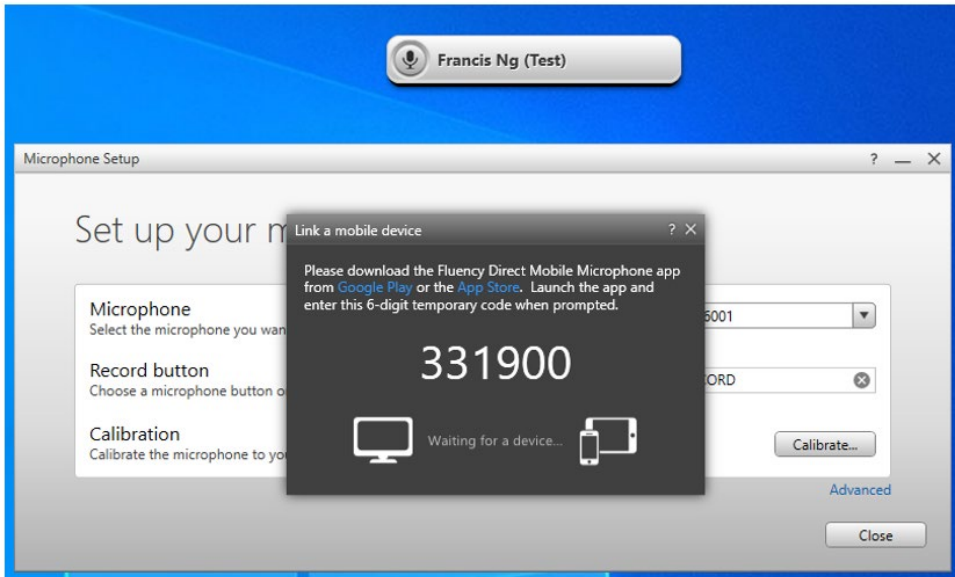 Francis Ng (Test)
Microphone Setup
? — X
Set up your m
Link a mobile device
? X
Please download the Fluency Direct Mobile Microphone app
from Google Play or the App Store. Launch the app and
enter this 6-digit temporary code when prompted.
331900
Waiting for a device...
Microphone
Select the microphone you wan
6001
Record button
Choose a microphone button o
ORD
Calibration
Calibrate the microphone to yo
Calibrate...
Advanced
Close